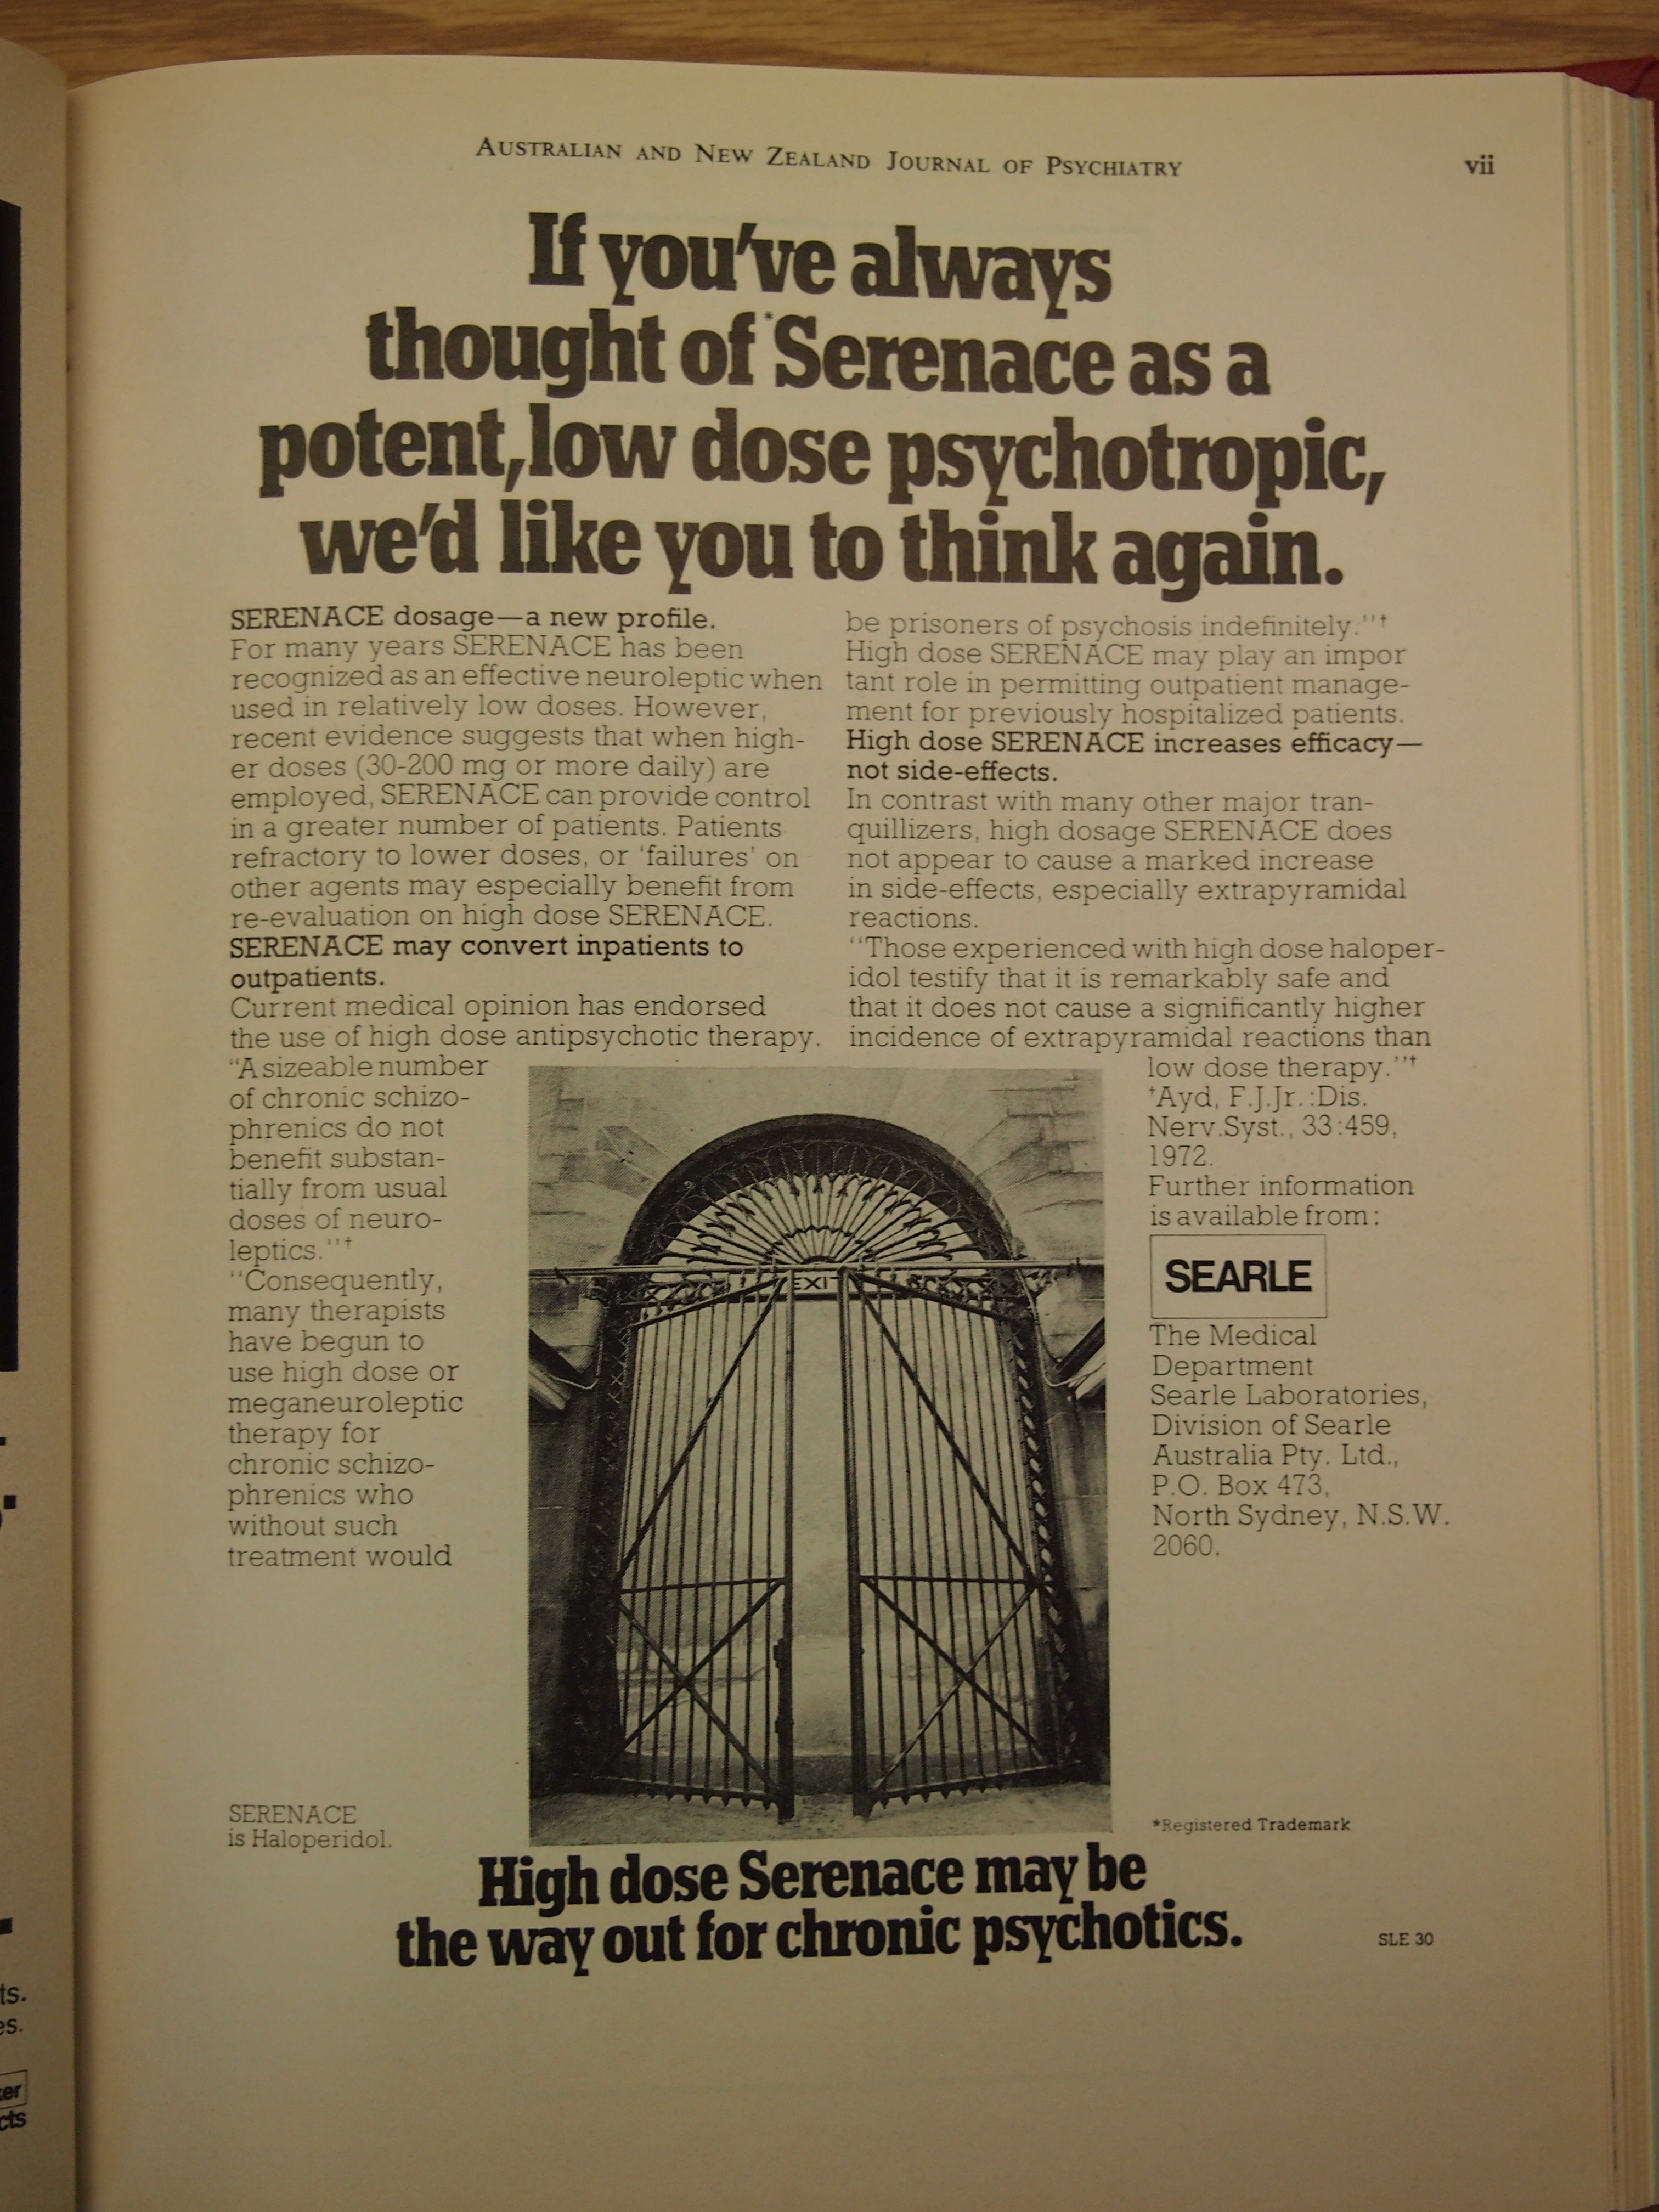 AUSTRALIAN AND NEW ZEALAND JOURNAL OF PSYCHIATRY
vii
If you've always
thought of *Serenace as a
potent, low dose psychotropic,
we'd like you to think again.
SERENACE dosage—a new profile.
For many years SERENACE has been
recognized as an effective neuroleptic when
used in relatively low doses. However,
recent evidence suggests that when high-
er doses (30-200 mg or more daily) are
employed, SERENACE can provide control
in a greater number of patients. Patients
refractory to lower doses, or 'failures' on
other agents may especially benefit from
re-evaluation on high dose SERENACE.
SERENACE may convert inpatients to
outpatients.
Current medical opinion has endorsed
the use of high dose antipsychotic therapy.
"A sizeable number
of chronic schizo-
phrenics do not
benefit substan-
tially from usual
doses of neuro-
leptics."†
"Consequently,
many therapists
have begun to
use high dose or
meganeuroleptic
therapy for
chronic schizo-
phrenics who
without such
treatment would
be prisoners of psychosis indefinitely."†
High dose SERENACE may play an impor
tant role in permitting outpatient manage-
ment for previously hospitalized patients.
High dose SERENACE increases efficacy—
not side-effects.
In contrast with many other major tran-
quillizers, high dosage SERENACE does
not appear to cause a marked increase
in side-effects, especially extrapyramidal
reactions.
"Those experienced with high dose haloper-
idol testify that it is remarkably safe and
that it does not cause a significantly higher
incidence of extrapyramidal reactions than
low dose therapy."†
†Ayd, F.J.Jr.:Dis.
Nerv.Syst., 33:459,
1972.
Further information
is available from:
SEARLE
The Medical
Department
Searle Laboratories,
Division of Searle
Australia Pty. Ltd.,
P.O. Box 473,
North Sydney, N.S.W.
2060.
EXIT
SERENACE
is Haloperidol.
*Registered Trademark
High dose Serenace may be
the way out for chronic psychotics.
SLE 30